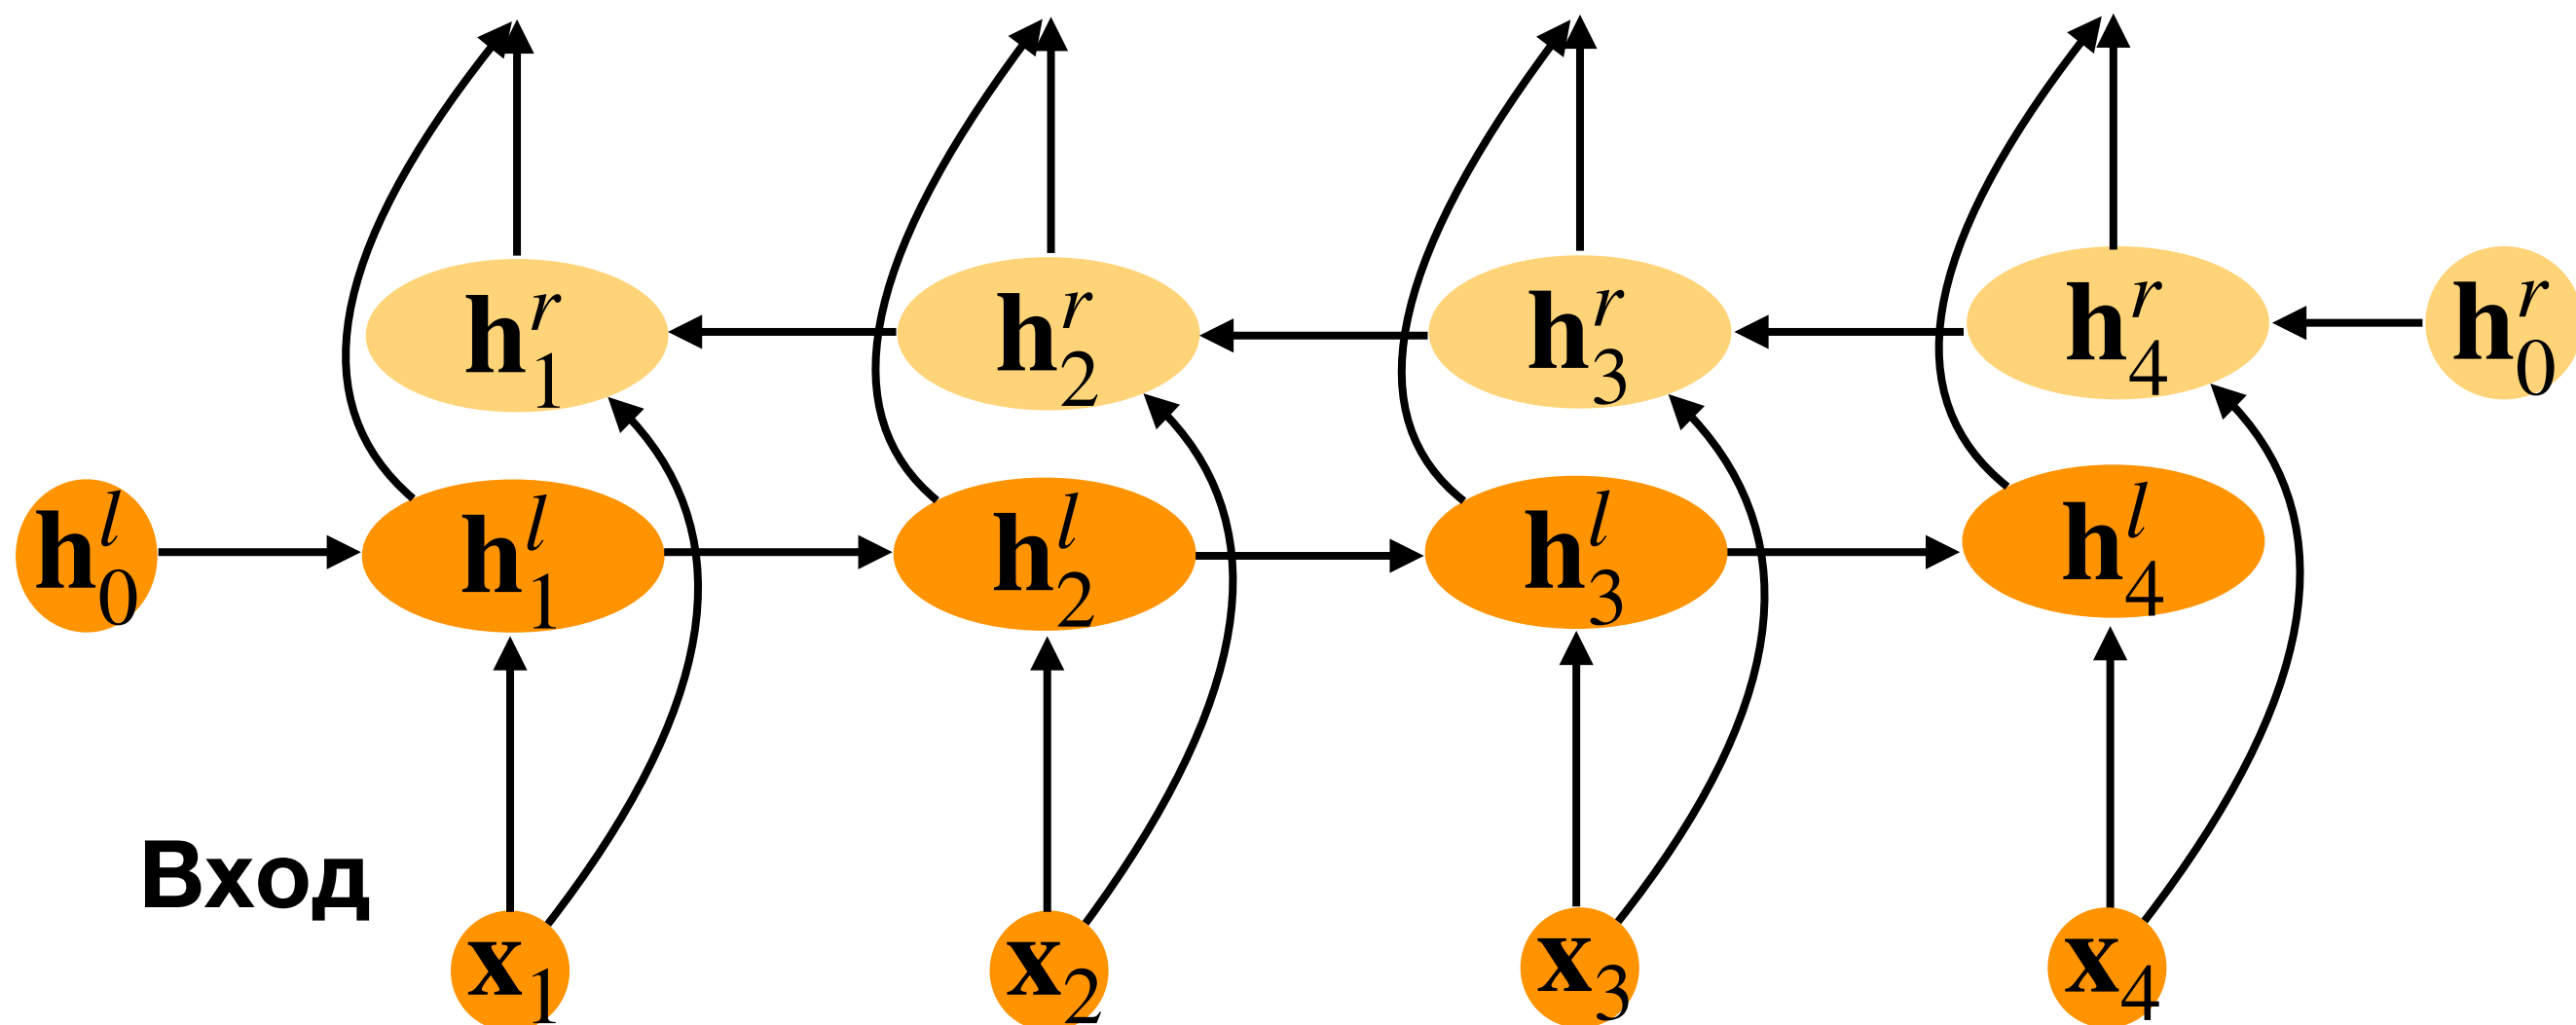 h₁ʳ h₂ʳ h₃ʳ h₄ʳ h₀ʳ
h₀ˡ h₁ˡ h₂ˡ h₃ˡ h₄ˡ
Вход
x₁ x₂ x₃ x₄